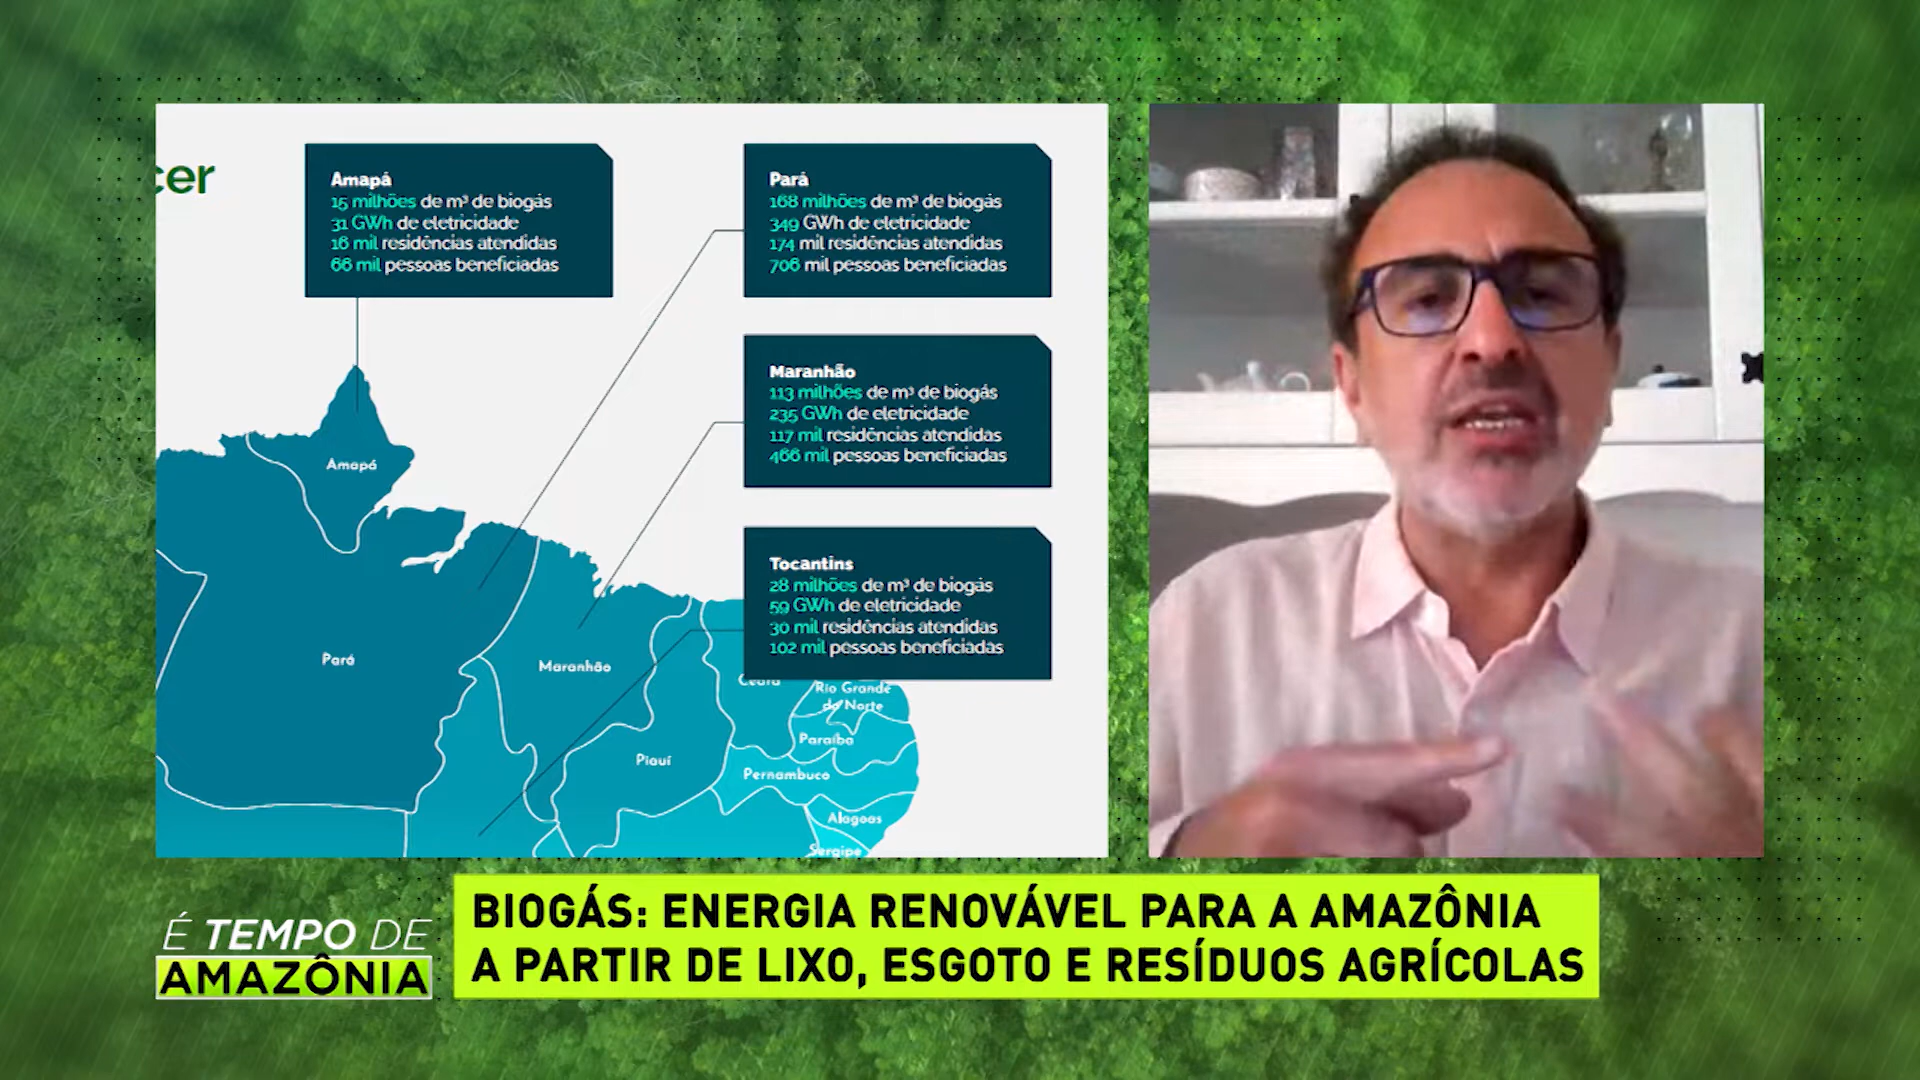 cer
Amapá
15 milhões de m³ de biogás
31 GWh de eletricidade
16 mil residências atendidas
66 mil pessoas beneficiadas
Pará
168 milhões de m³ de biogás
349 GWh de eletricidade
174 mil residências atendidas
706 mil pessoas beneficiadas
Maranhão
113 milhões de m³ de biogás
235 GWh de eletricidade
117 mil residências atendidas
466 mil pessoas beneficiadas
Tocantins
28 milhões de m³ de biogás
59 GWh de eletricidade
30 mil residências atendidas
102 mil pessoas beneficiadas
Amapá
Pará
Maranhão
Piauí
Ceará
Rio Grande
do Norte
Paraíba
Pernambuco
Alagoas
Sergipe
É TEMPO DE
AMAZÔNIA
BIOGÁS: ENERGIA RENOVÁVEL PARA A AMAZÔNIA
A PARTIR DE LIXO, ESGOTO E RESÍDUOS AGRÍCOLAS